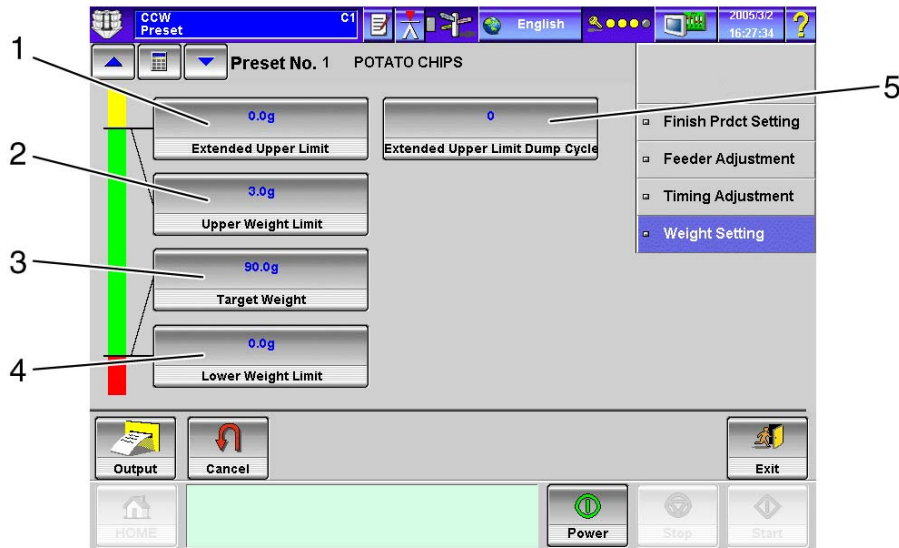 CCW C1
Preset
English
2005/3/2
16:27:34
?
1
Preset No. 1 POTATO CHIPS
0.0g
Extended Upper Limit
0
Extended Upper Limit Dump Cycle
5
2
3.0g
Upper Weight Limit
3
90.0g
Target Weight
4
0.0g
Lower Weight Limit
Finish Prdct Setting
Feeder Adjustment
Timing Adjustment
Weight Setting
Output
Cancel
Exit
HOME
Power
Stop
Start